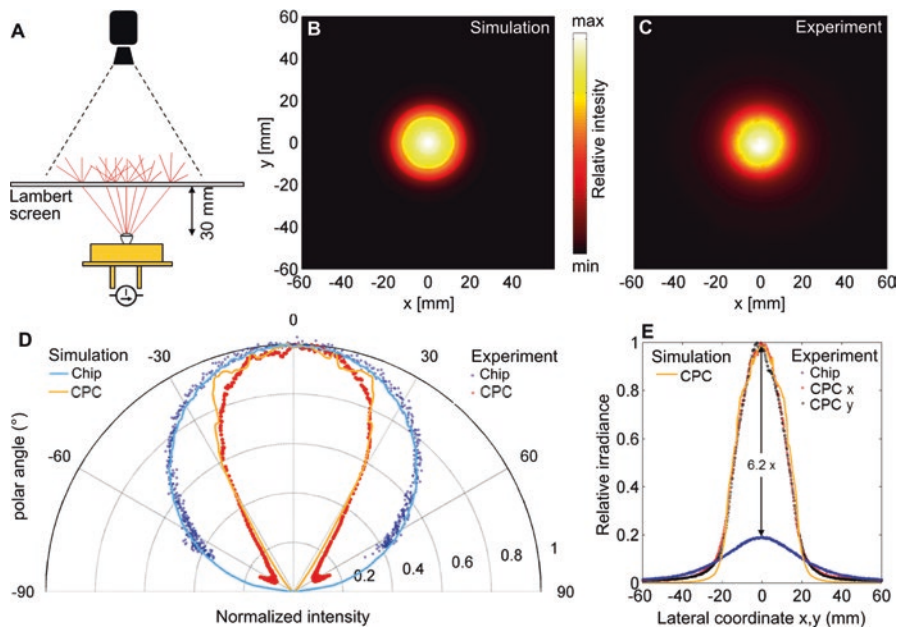 A
Lambert
screen
30 mm
B
Simulation
60
40
20
0
-20
-40
-60
y [mm]
-60 -40 -20 0 20 40
x [mm]
max
Relative intesity
min
C
Experiment
-60 -40 -20 0 20 40 60
x [mm]
D
Simulation
Chip
CPC
Experiment
Chip
CPC
0
-30
30
-60
60
-90
90
polar angle (°)
0.2 0.4 0.6 0.8 1
Normalized intensity
E
Simulation
CPC
Experiment
Chip
CPC x
CPC y
6.2 x
1
0.8
0.6
0.4
0.2
0
Relative irradiance
-60 -40 -20 0 20 40 60
Lateral coordinate x,y (mm)